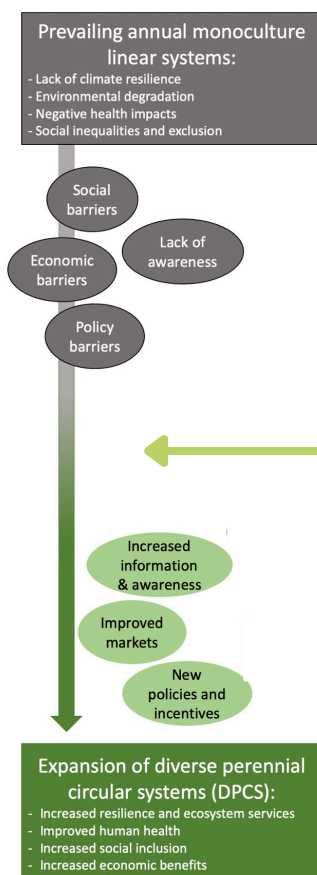 Prevailing annual monoculture
linear systems:
- Lack of climate resilience
- Environmental degradation
- Negative health impacts
- Social inequalities and exclusion
Social
barriers
Lack of
awareness
Economic
barriers
Policy
barriers
Increased
information
& awareness
Improved
markets
New
policies and
incentives
Expansion of diverse perennial
circular systems (DPCS):
- Increased resilience and ecosystem services
- Improved human health
- Increased social inclusion
- Increased economic benefits